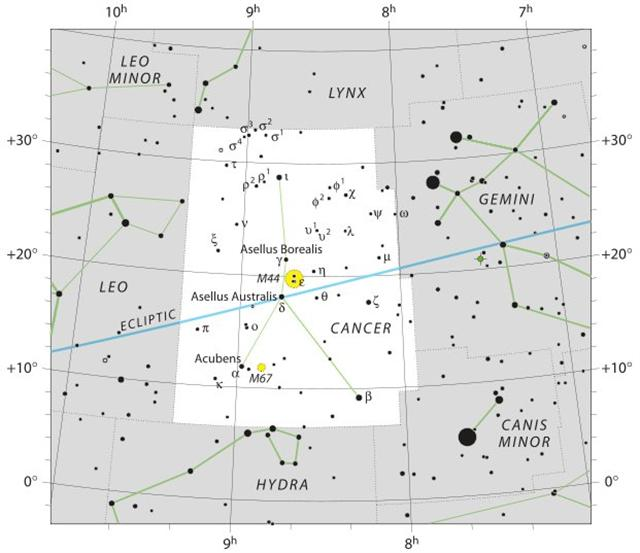 10h 9h 8h 7h
LEO
MINOR
LYNX
σ³ σ²
σ⁴ σ¹
+30° +30°
τ
ρ² ρ¹ ι
φ² φ¹ χ
GEMINI
ψ ω
ν
υ¹ υ² λ
ξ
Asellus Borealis
+20° +20°
γ μ
M44 ε η
LEO
Asellus Australis θ ζ
δ
ECLIPTIC
π ο CANCER
Acubens
+10° α M67 +10°
κ
β
CANIS
MINOR
0° HYDRA 0°
9h 8h